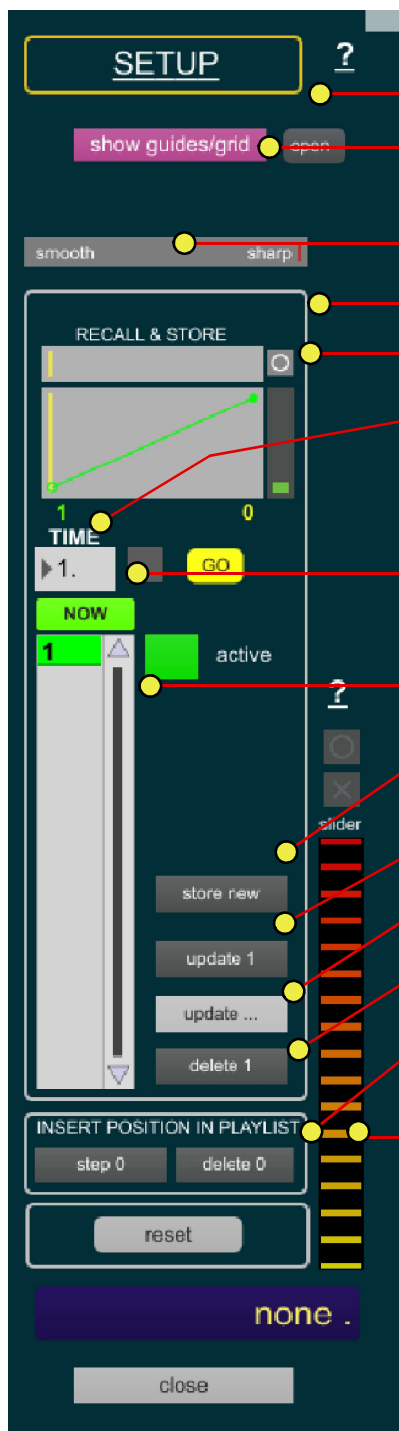 SETUP ?
show guides/grid open
smooth sharp
RECALL & STORE
1 0
TIME
1. GO
NOW
1 active
?
slider
store new
update 1
update ...
delete 1
INSERT POSITION IN PLAYLIST
step 0 delete 0
reset
none .
close